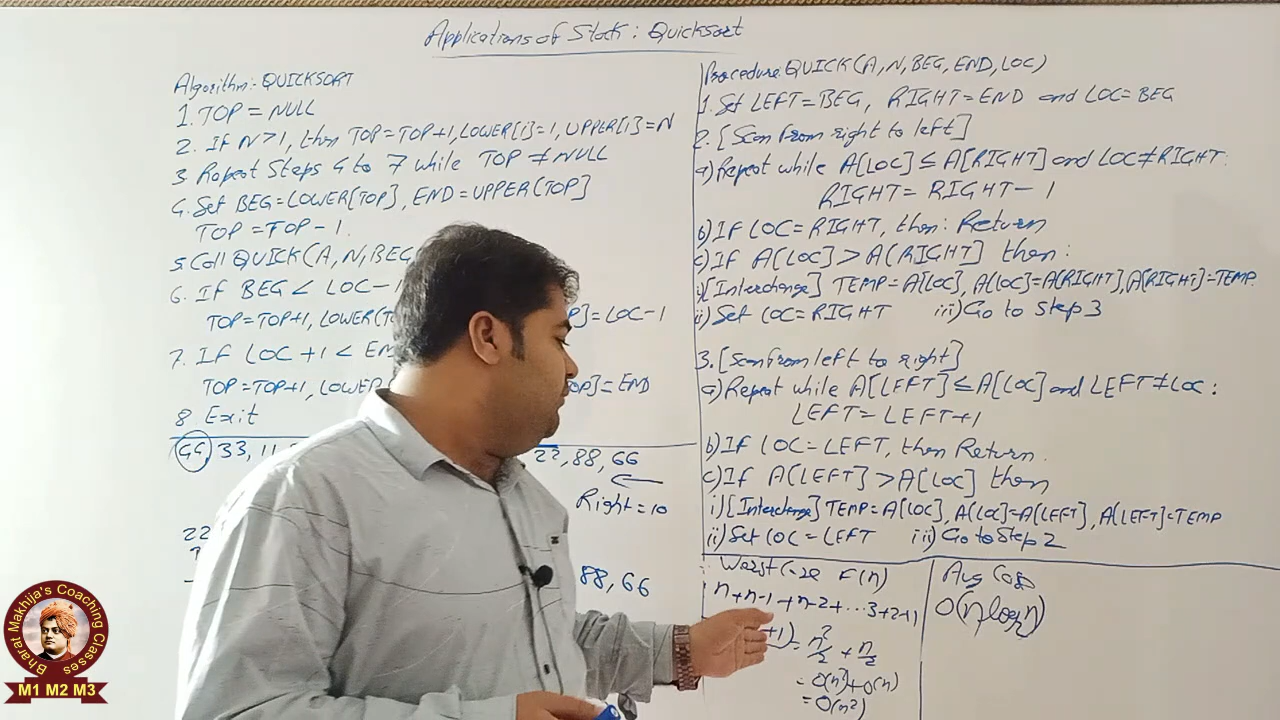 Applications of Stack: Quicksort
Algorithm:- QUICKSORT
1. TOP = NULL
2. If N>1, then TOP=TOP+1, LOWER[i]=1, UPPER[i]=N
3 Repeat Steps 4 to 7 while TOP ≠ NULL
4. Set BEG=LOWER[TOP], END=UPPER[TOP]
TOP = TOP - 1.
5. Call QUICK(A, N, BEG
6. If BEG < LOC-1
TOP=TOP+1, LOWER[T P] = LOC-1
7. If LOC + 1 < EN
TOP=TOP+1, LOWER OP] = END
8 Exit
44, 33, 11, 22, 88, 66
Right = 10
22
88, 66
Procedure: QUICK(A, N, BEG, END, LOC)
1. Set LEFT=BEG, RIGHT=END and LOC=BEG
2. [Scan from right to left]
a) Repeat while A[LOC] ≤ A[RIGHT] and LOC≠RIGHT:
RIGHT = RIGHT - 1
b) If LOC = RIGHT, then: Return
c) If A[LOC] > A[RIGHT] then:
i) [Interchange] TEMP = A[LOC], A[LOC]=A[RIGHT], A[RIGHT]=TEMP
ii) Set LOC = RIGHT iii) Go to Step 3
3. [Scan from left to right]
a) Repeat while A[LEFT] ≤ A[LOC] and LEFT≠LOC:
LEFT = LEFT+1
b) If LOC = LEFT, then Return.
c) If A[LEFT] > A[LOC] then
i) [Interchange] TEMP=A[LOC], A[LOC]=A[LEFT], A[LEFT]=TEMP
ii) Set LOC = LEFT iii) Go to Step 2
Worst Case F(n)
n+n-1+n-2+...3+2+1
+1) = n²/2 + n/2
= O(n²)+O(n)
= O(n²)
Avg Case
O(n log₂n)
Bharat Makhija's Coaching Classes
M1 M2 M3